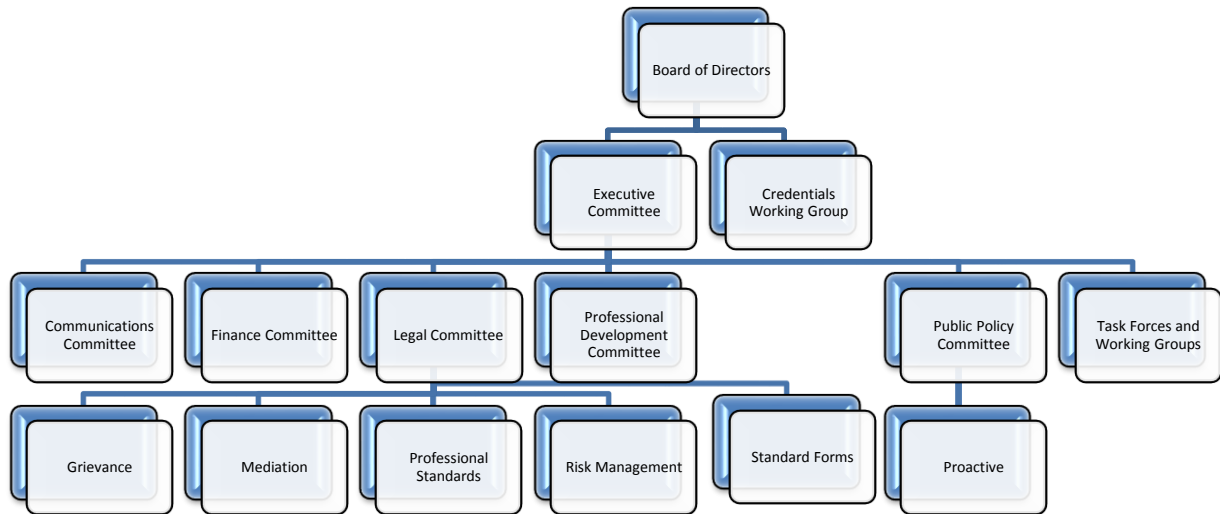 Board of Directors
Executive
Committee
Credentials
Working Group
Communications
Committee
Finance Committee
Legal Committee
Professional
Development
Committee
Public Policy
Committee
Task Forces and
Working Groups
Grievance
Mediation
Professional
Standards
Risk Management
Standard Forms
Proactive